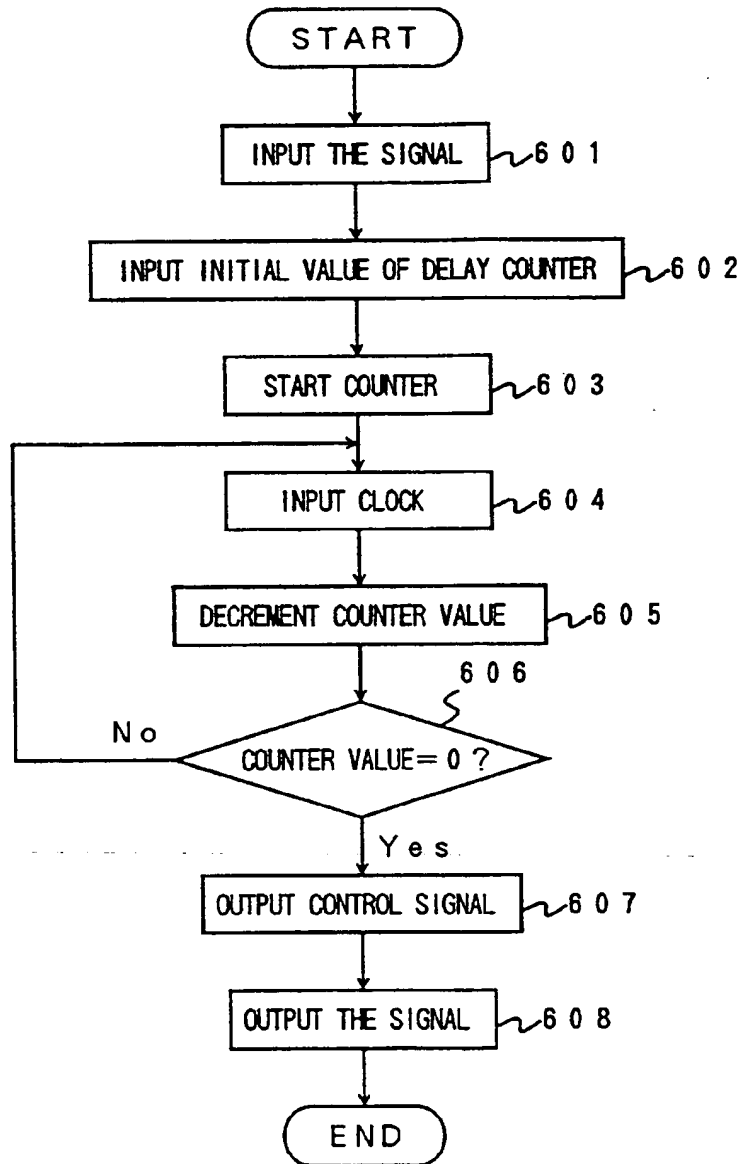 START
INPUT THE SIGNAL 601
INPUT INITIAL VALUE OF DELAY COUNTER 602
START COUNTER 603
INPUT CLOCK 604
DECREMENT COUNTER VALUE 605
606
No
COUNTER VALUE=0?
Yes
OUTPUT CONTROL SIGNAL 607
OUTPUT THE SIGNAL 608
END